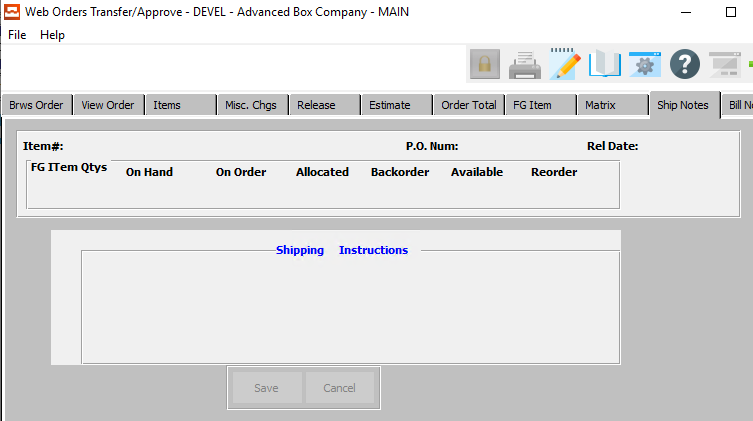 Web Orders Transfer/Approve - DEVEL - Advanced Box Company - MAIN
File Help
Brws Order View Order Items Misc. Chgs Release Estimate Order Total FG Item Matrix Ship Notes Bill N
Item#: P.O. Num: Rel Date:
FG ITem Qtys On Hand On Order Allocated Backorder Available Reorder
Shipping Instructions
Save Cancel